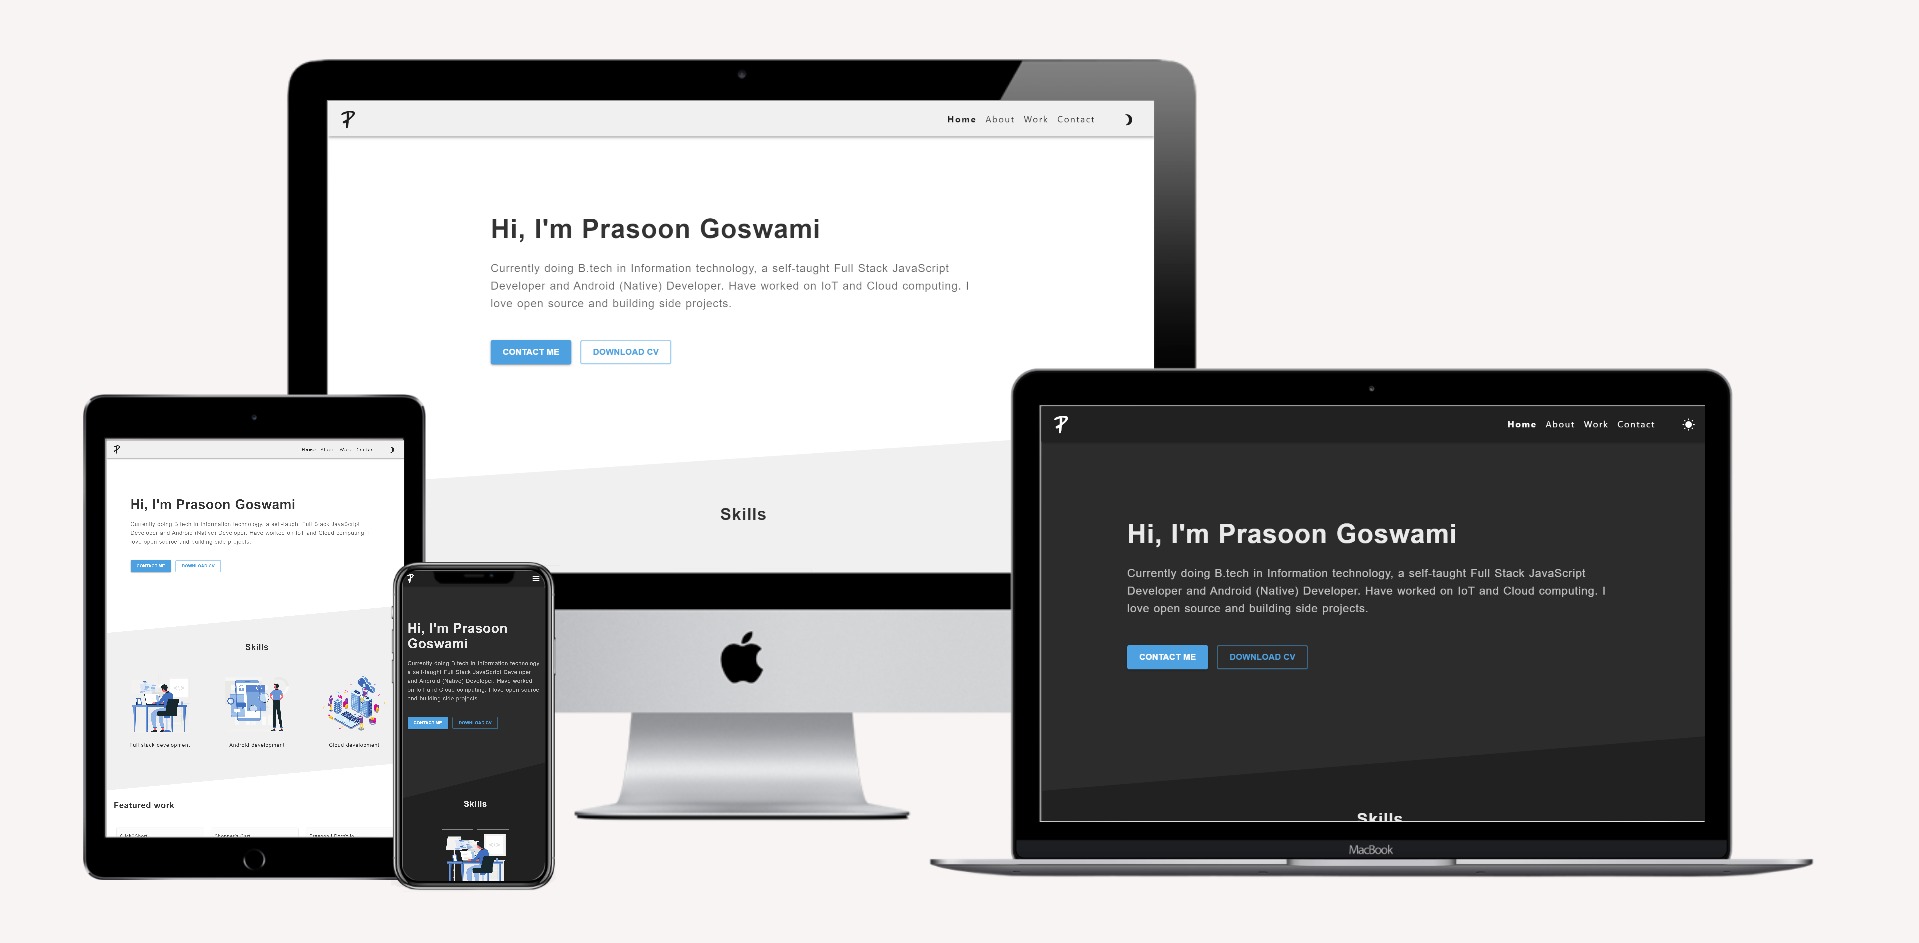 Home About Work Contact
Hi, I'm Prasoon Goswami
Currently doing B.tech in Information technology, a self-taught Full Stack JavaScript
Developer and Android (Native) Developer. Have worked on IoT and Cloud computing. I
love open source and building side projects.
CONTACT ME DOWNLOAD CV
Skills
Home About Work Contact
Hi, I'm Prasoon Goswami
Currently doing B.tech in Information technology, a self-taught Full Stack JavaScript
Developer and Android (Native) Developer. Have worked on IoT and Cloud computing. I
love open source and building side projects.
CONTACT ME DOWNLOAD CV
Skills
Full stack development Android development Cloud development
Featured work
Hi, I'm Prasoon
Goswami
Currently doing B.tech in Information technology,
a self-taught Full Stack JavaScript Developer
and Android (Native) Developer. Have worked
on IoT and Cloud computing. I love open source
and building side projects.
CONTACT ME DOWNLOAD CV
Skills
Home About Work Contact
Hi, I'm Prasoon Goswami
Currently doing B.tech in Information technology, a self-taught Full Stack JavaScript
Developer and Android (Native) Developer. Have worked on IoT and Cloud computing. I
love open source and building side projects.
CONTACT ME DOWNLOAD CV
Skills
MacBook